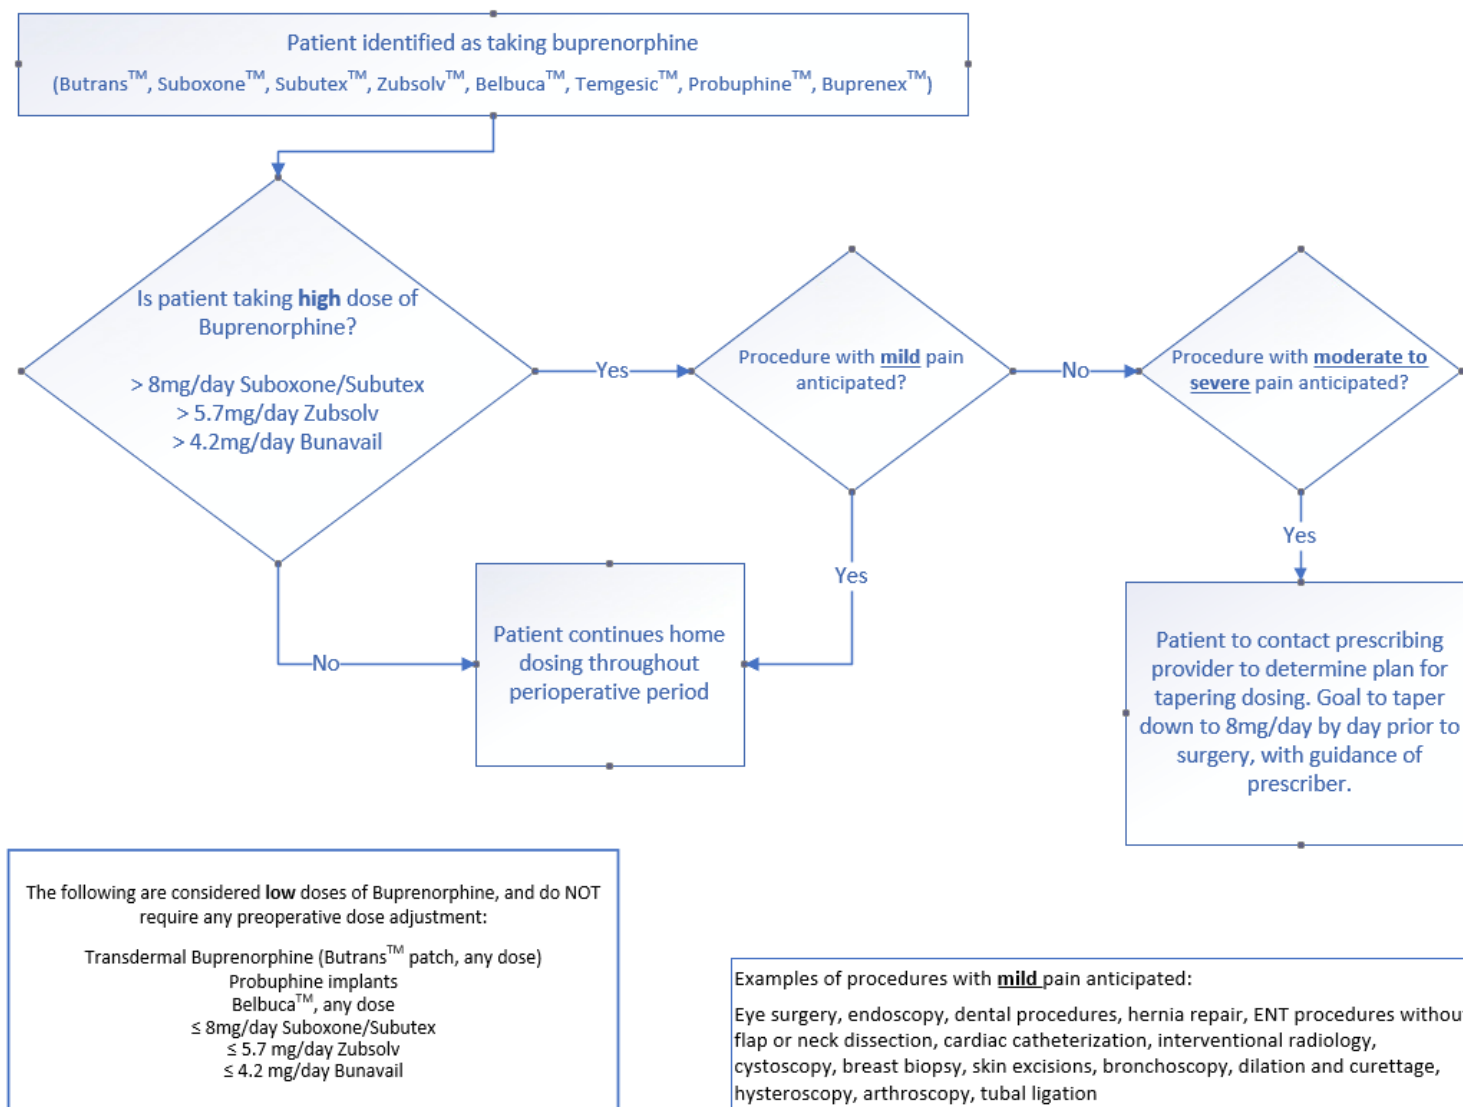 Patient identified as taking buprenorphine
(Butrans™, Suboxone™, Subutex™, Zubsolv™, Belbuca™, Temgesic™, Probuphine™, Buprenex™)
Is patient taking high dose of
Buprenorphine?
> 8mg/day Suboxone/Subutex
> 5.7mg/day Zubsolv
> 4.2mg/day Bunavail
Yes
Procedure with mild pain
anticipated?
No
Procedure with moderate to
severe pain anticipated?
No
Patient continues home
dosing throughout
perioperative period
Yes
Yes
Patient to contact prescribing
provider to determine plan for
tapering dosing. Goal to taper
down to 8mg/day by day prior to
surgery, with guidance of
prescriber.
The following are considered low doses of Buprenorphine, and do NOT
require any preoperative dose adjustment:
Transdermal Buprenorphine (Butrans™ patch, any dose)
Probuphine implants
Belbuca™, any dose
≤ 8mg/day Suboxone/Subutex
≤ 5.7 mg/day Zubsolv
≤ 4.2 mg/day Bunavail
Examples of procedures with mild pain anticipated:
Eye surgery, endoscopy, dental procedures, hernia repair, ENT procedures without
flap or neck dissection, cardiac catheterization, interventional radiology,
cystoscopy, breast biopsy, skin excisions, bronchoscopy, dilation and curettage,
hysteroscopy, arthroscopy, tubal ligation